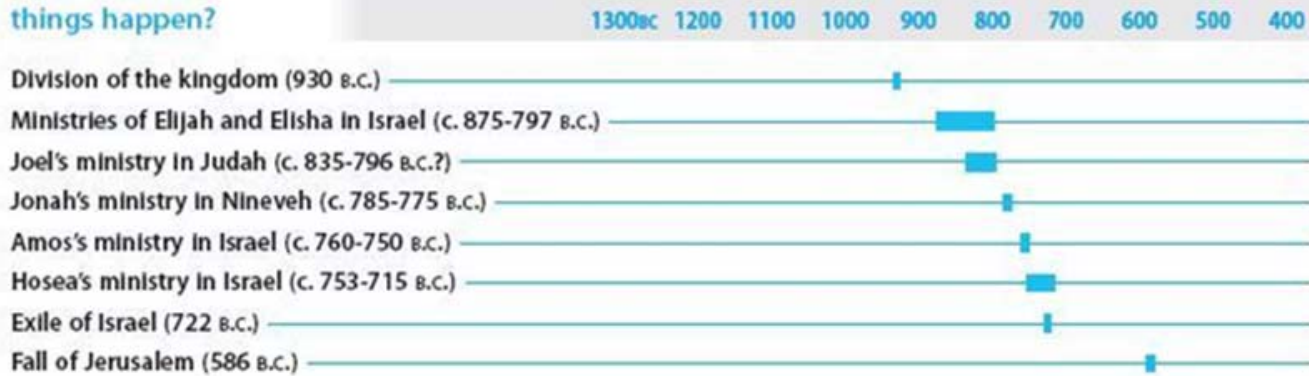 things happen?
1300BC 1200 1100 1000 900 800 700 600 500 400
Division of the kingdom (930 B.C.)
Ministries of Elijah and Elisha in Israel (c. 875-797 B.C.)
Joel's ministry in Judah (c. 835-796 B.C.?)
Jonah's ministry in Nineveh (c. 785-775 B.C.)
Amos's ministry in Israel (c. 760-750 B.C.)
Hosea's ministry in Israel (c. 753-715 B.C.)
Exile of Israel (722 B.C.)
Fall of Jerusalem (586 B.C.)